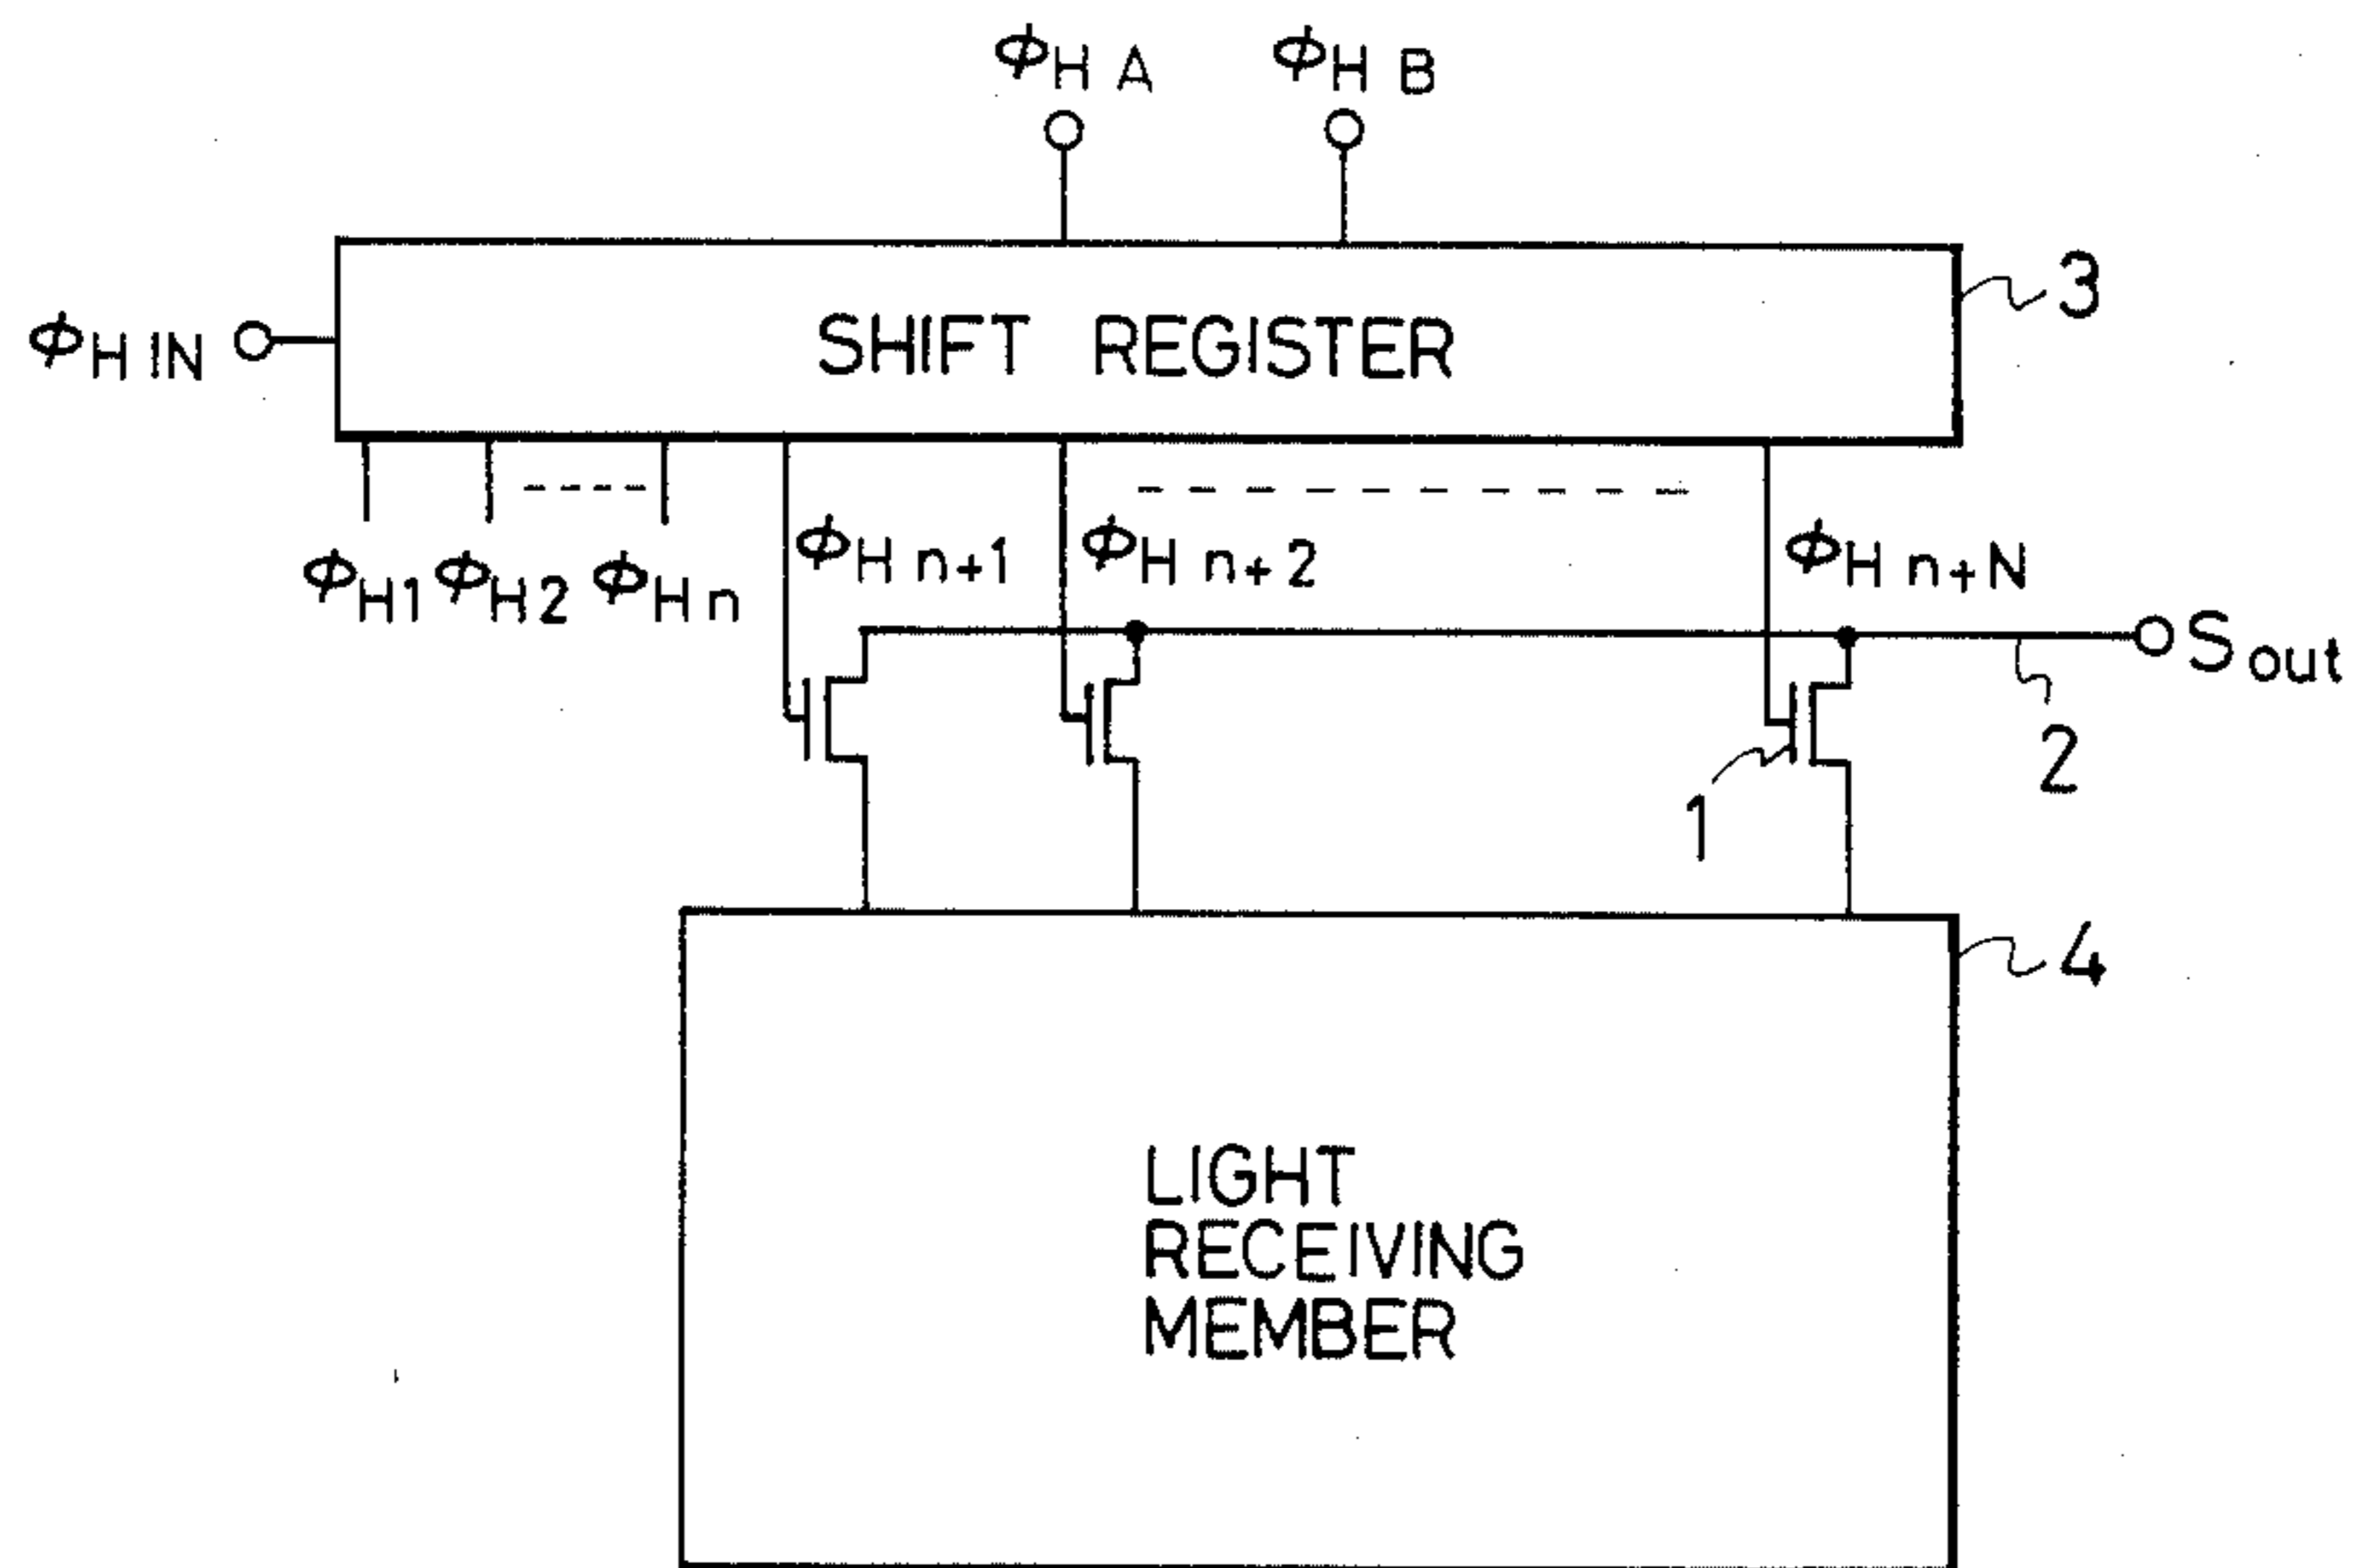 ϕH A
ϕH B
ϕH IN
SHIFT REGISTER
3
ϕH1
ϕH2
ϕHn
ϕH n+1
ϕH n+2
ϕH n+N
Sout
2
1
4
LIGHT
RECEIVING
MEMBER